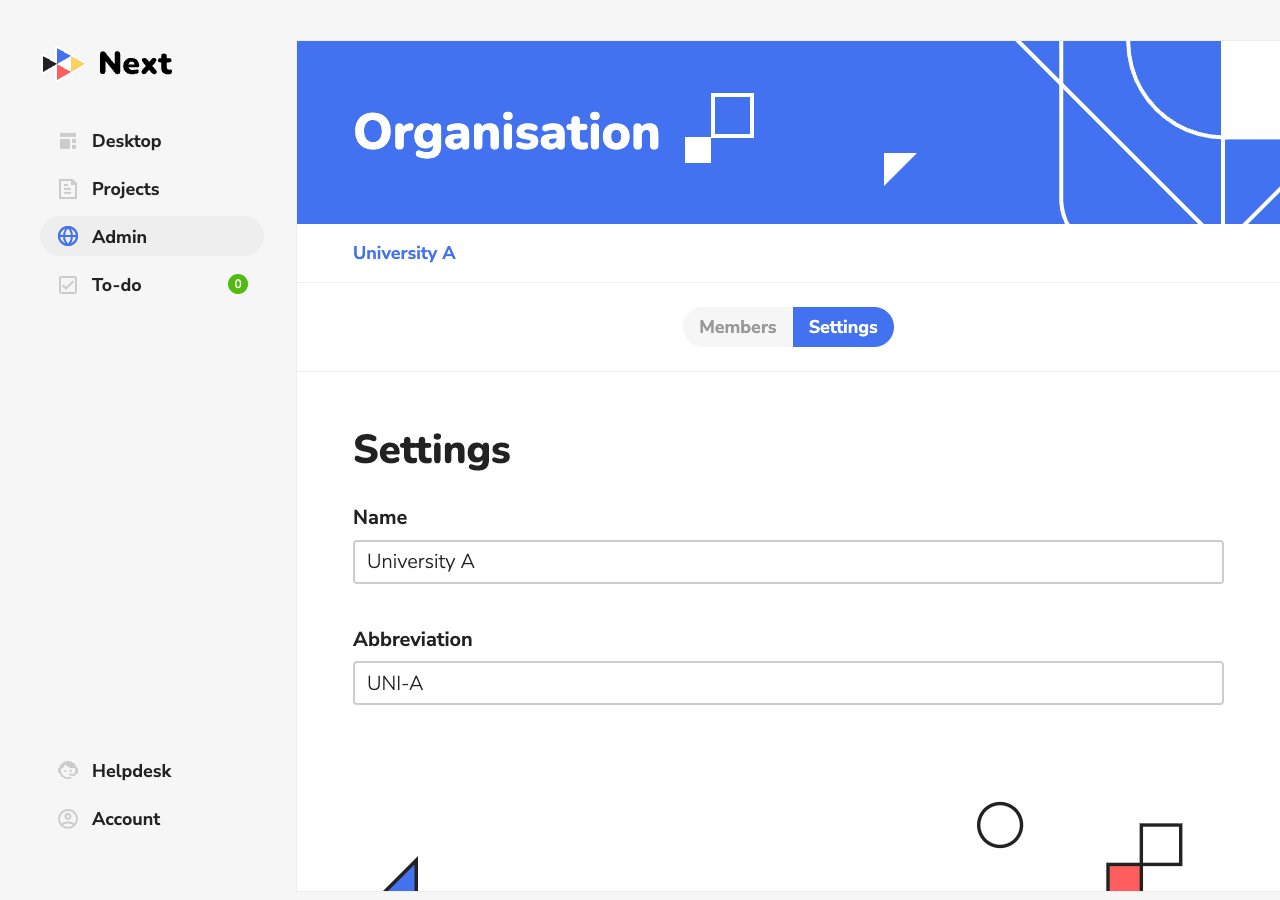 Next
Desktop
Projects
Admin
To-do 0
Helpdesk
Account
Organisation
University A
Members Settings
Settings
Name
University A
Abbreviation
UNI-A